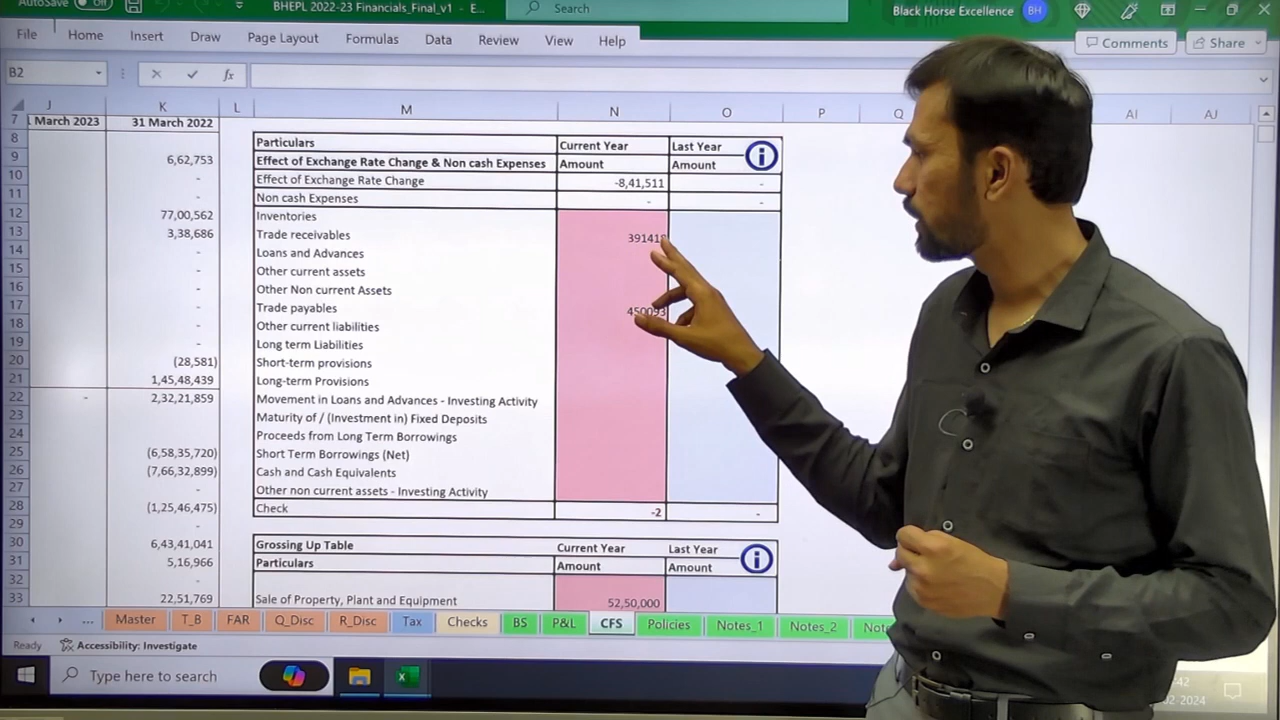 AutoSave Off BHEPL 2022-23 Financials_Final_v1 - E... Search Black Horse Excellence BH
File Home Insert Draw Page Layout Formulas Data Review View Help Comments Share
B2 fx
J K L M N O P Q AI AJ
7 March 2023 31 March 2022
8 Particulars Current Year Last Year
9 6,62,753 Effect of Exchange Rate Change & Non cash Expenses Amount Amount i
10 - Effect of Exchange Rate Change -8,41,511 -
11 - Non cash Expenses - -
12 77,00,562 Inventories
13 3,38,686 Trade receivables
14 - Loans and Advances
15 - Other current assets
16 - Other Non current Assets
17 - Trade payables
18 - Other current liabilities
19 - Long term Liabilities
20 (28,581) Short-term provisions
21 1,45,48,439 Long-term Provisions
22 - 2,32,21,859 Movement in Loans and Advances - Investing Activity
23 Maturity of / (Investment in) Fixed Deposits
24 Proceeds from Long Term Borrowings
25 (6,58,35,720) Short Term Borrowings (Net)
26 (7,66,32,899) Cash and Cash Equivalents
27 - Other non current assets - Investing Activity
28 (1,25,46,475) Check -2 -
29 -
30 6,43,41,041 Grossing Up Table Current Year Last Year
31 5,16,966 Particulars Amount Amount i
32 -
33 22,51,769 Sale of Property, Plant and Equipment 52,50,000
... Master T_B FAR Q_Disc R_Disc Tax Checks BS P&L CFS Policies Notes_1 Notes_2
Ready Accessibility: Investigate
Type here to search